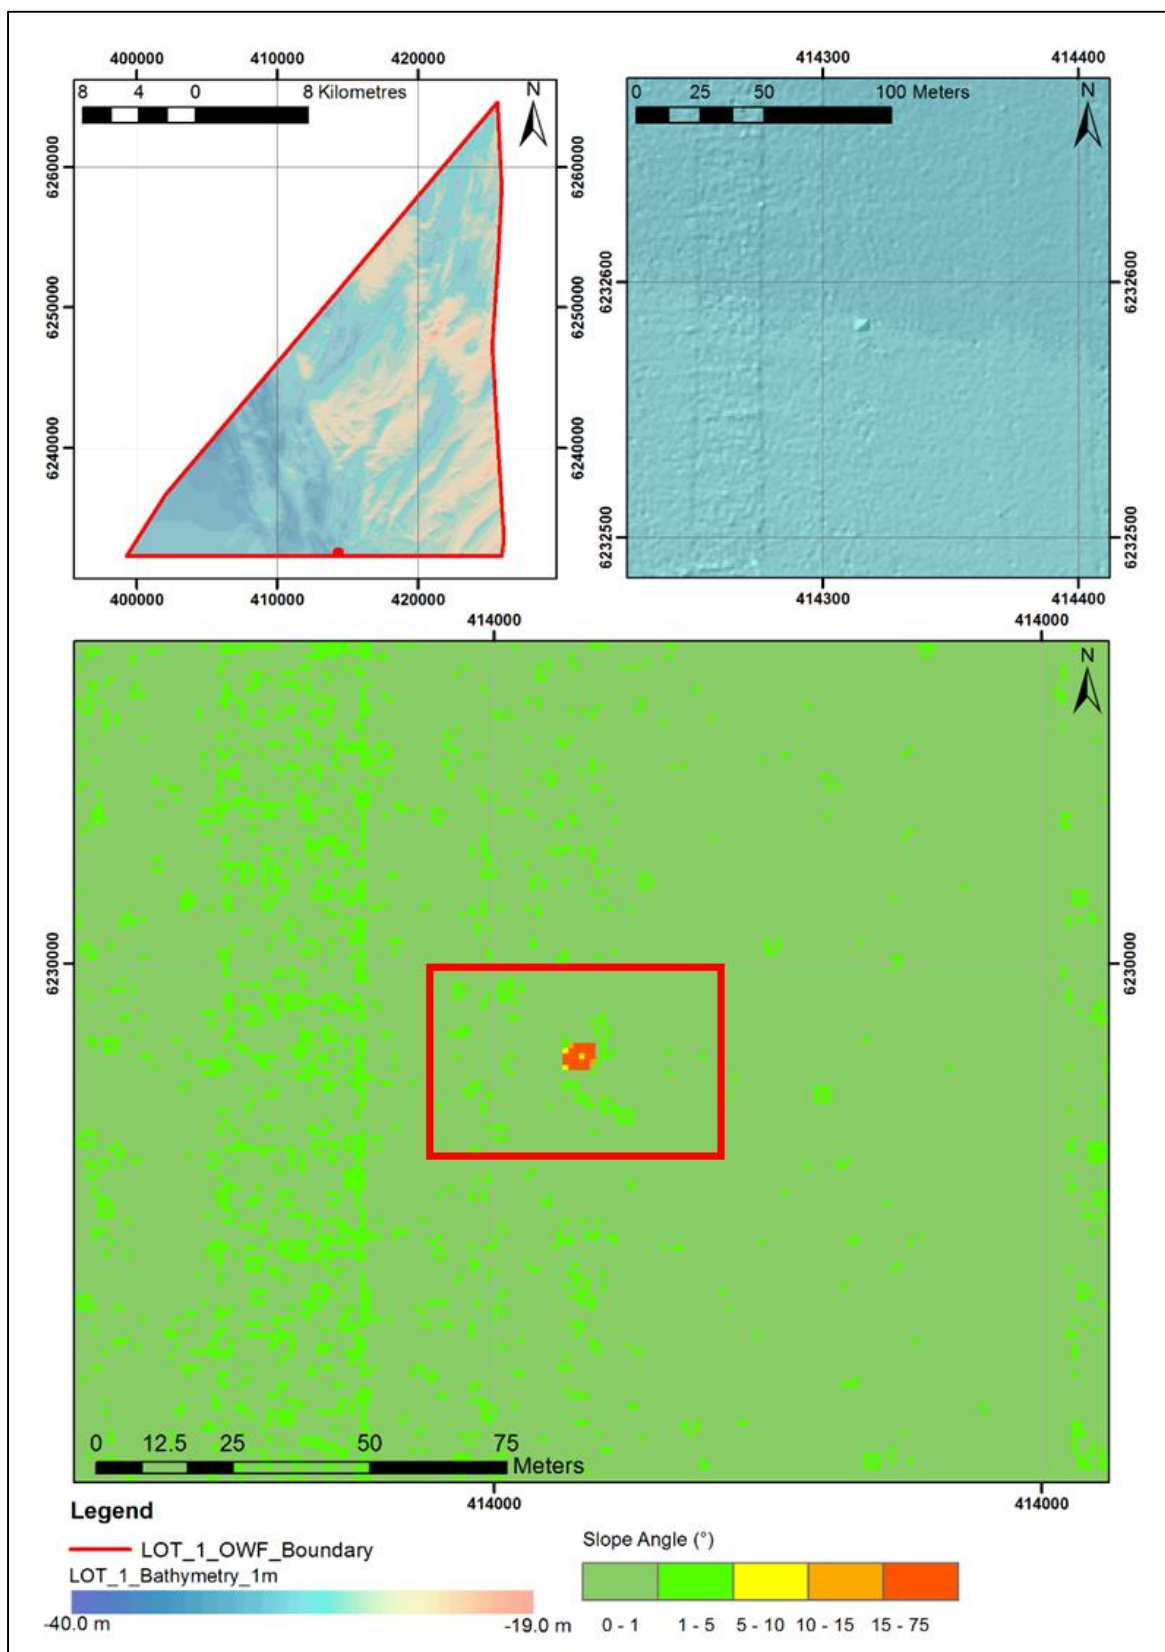 400000 410000 420000
8 4 0 8 Kilometres
N
6260000 6260000
6250000 6250000
6240000 6240000
400000 410000 420000
414300 414400
0 25 50 100 Meters
N
6232600 6232600
6232500 6232500
414300 414400
414000 414000
N
6230000 6230000
0 12.5 25 50 75
Meters
414000 414000
Legend
LOT_1_OWF_Boundary
LOT_1_Bathymetry_1m
-40.0 m -19.0 m
Slope Angle (°)
0 - 1 1 - 5 5 - 10 10 - 15 15 - 75